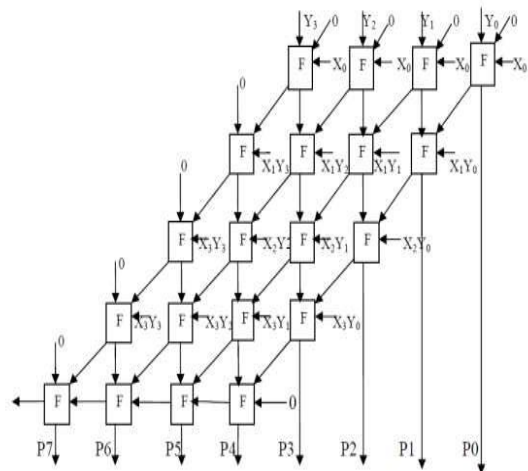 Y₃ 0 Y₂ 0 Y₁ 0 Y₀ 0
F X₀ F X₀ F X₀ F X₀
0
F X₁Y₃ F X₁Y₂ F X₁Y₁ F X₁Y₀
0
F X₃Y₃ F X₂Y₂ F X₂Y₁ F X₂Y₀
0
F X₃Y₃ F X₃Y₂ F X₃Y₁ F X₃Y₀
0
F F F F 0
P7 P6 P5 P4 P3 P2 P1 P0